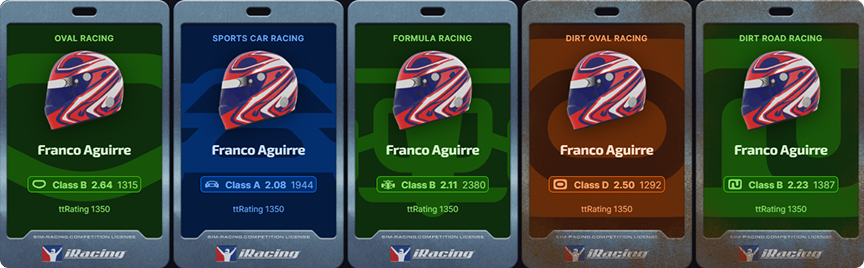 OVAL RACING
Franco Aguirre
Class B 2.64 1315
ttRating 1350
SIM-RACING COMPETITION LICENSE
iRacing
SPORTS CAR RACING
Franco Aguirre
Class A 2.08 1944
ttRating 1350
SIM-RACING COMPETITION LICENSE
iRacing
FORMULA RACING
Franco Aguirre
Class B 2.11 2380
ttRating 1350
SIM-RACING COMPETITION LICENSE
iRacing
DIRT OVAL RACING
Franco Aguirre
Class D 2.50 1292
ttRating 1350
SIM-RACING COMPETITION LICENSE
iRacing
DIRT ROAD RACING
Franco Aguirre
Class B 2.23 1387
ttRating 1350
SIM-RACING COMPETITION LICENSE
iRacing